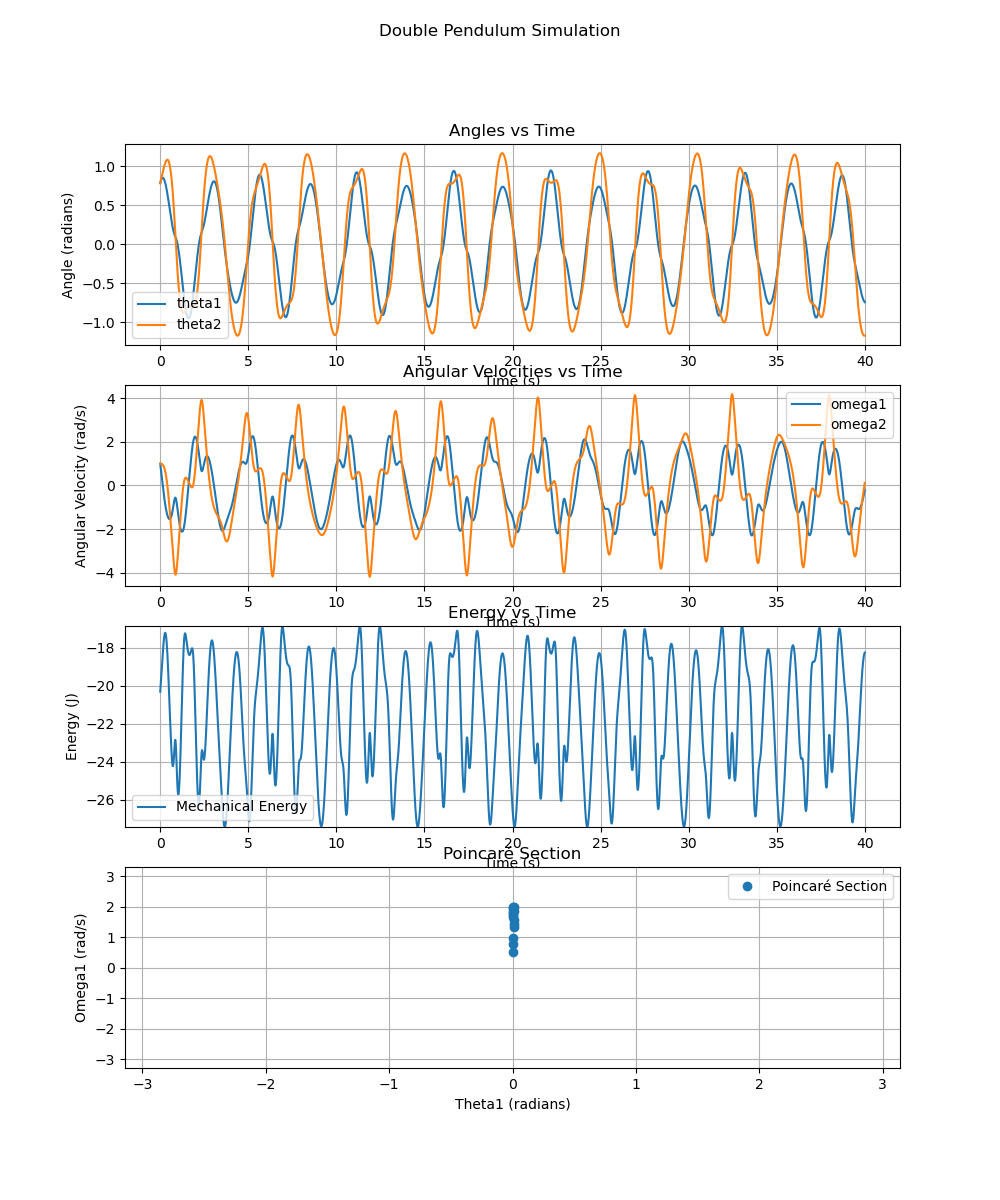 Double Pendulum Simulation
Angles vs Time
Angle (radians)
1.0
0.5
0.0
−0.5
−1.0
theta1
theta2
0 5 10 15 20 25 30 35 40
Time (s)
Angular Velocities vs Time
Angular Velocity (rad/s)
4
2
0
−2
−4
omega1
omega2
0 5 10 15 20 25 30 35 40
Time (s)
Energy vs Time
Energy (J)
−18
−20
−22
−24
−26
Mechanical Energy
0 5 10 15 20 25 30 35 40
Time (s)
Poincaré Section
Omega1 (rad/s)
3
2
1
0
−1
−2
−3
Poincaré Section
−3 −2 −1 0 1 2 3
Theta1 (radians)